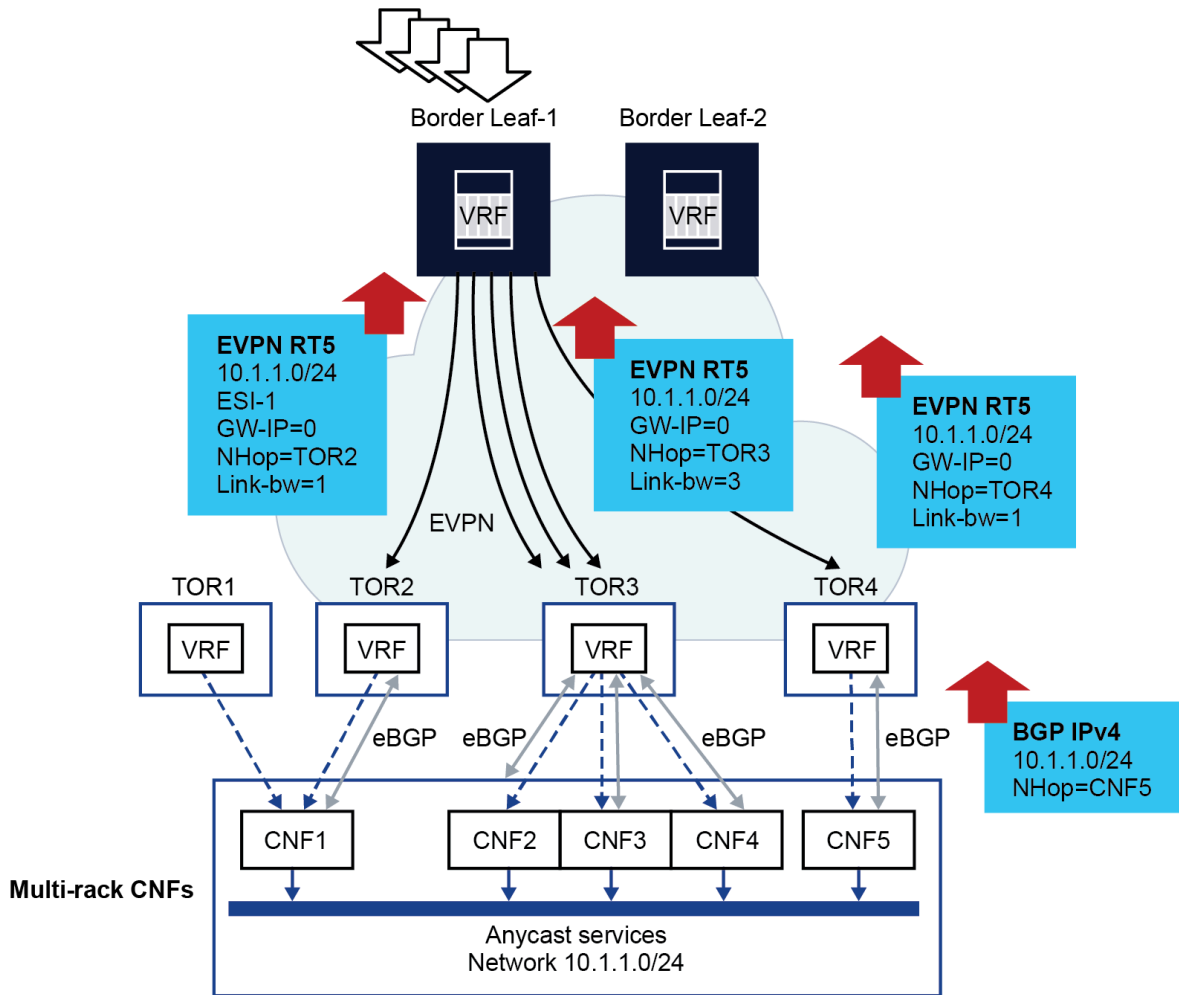 Border Leaf-1
Border Leaf-2
VRF
VRF
EVPN RT5
10.1.1.0/24
ESI-1
GW-IP=0
NHop=TOR2
Link-bw=1
EVPN RT5
10.1.1.0/24
GW-IP=0
NHop=TOR3
Link-bw=3
EVPN RT5
10.1.1.0/24
GW-IP=0
NHop=TOR4
Link-bw=1
EVPN
TOR1
TOR2
TOR3
TOR4
VRF
VRF
VRF
VRF
eBGP
eBGP
eBGP
eBGP
BGP IPv4
10.1.1.0/24
NHop=CNF5
CNF1
CNF2
CNF3
CNF4
CNF5
Multi-rack CNFs
Anycast services
Network 10.1.1.0/24